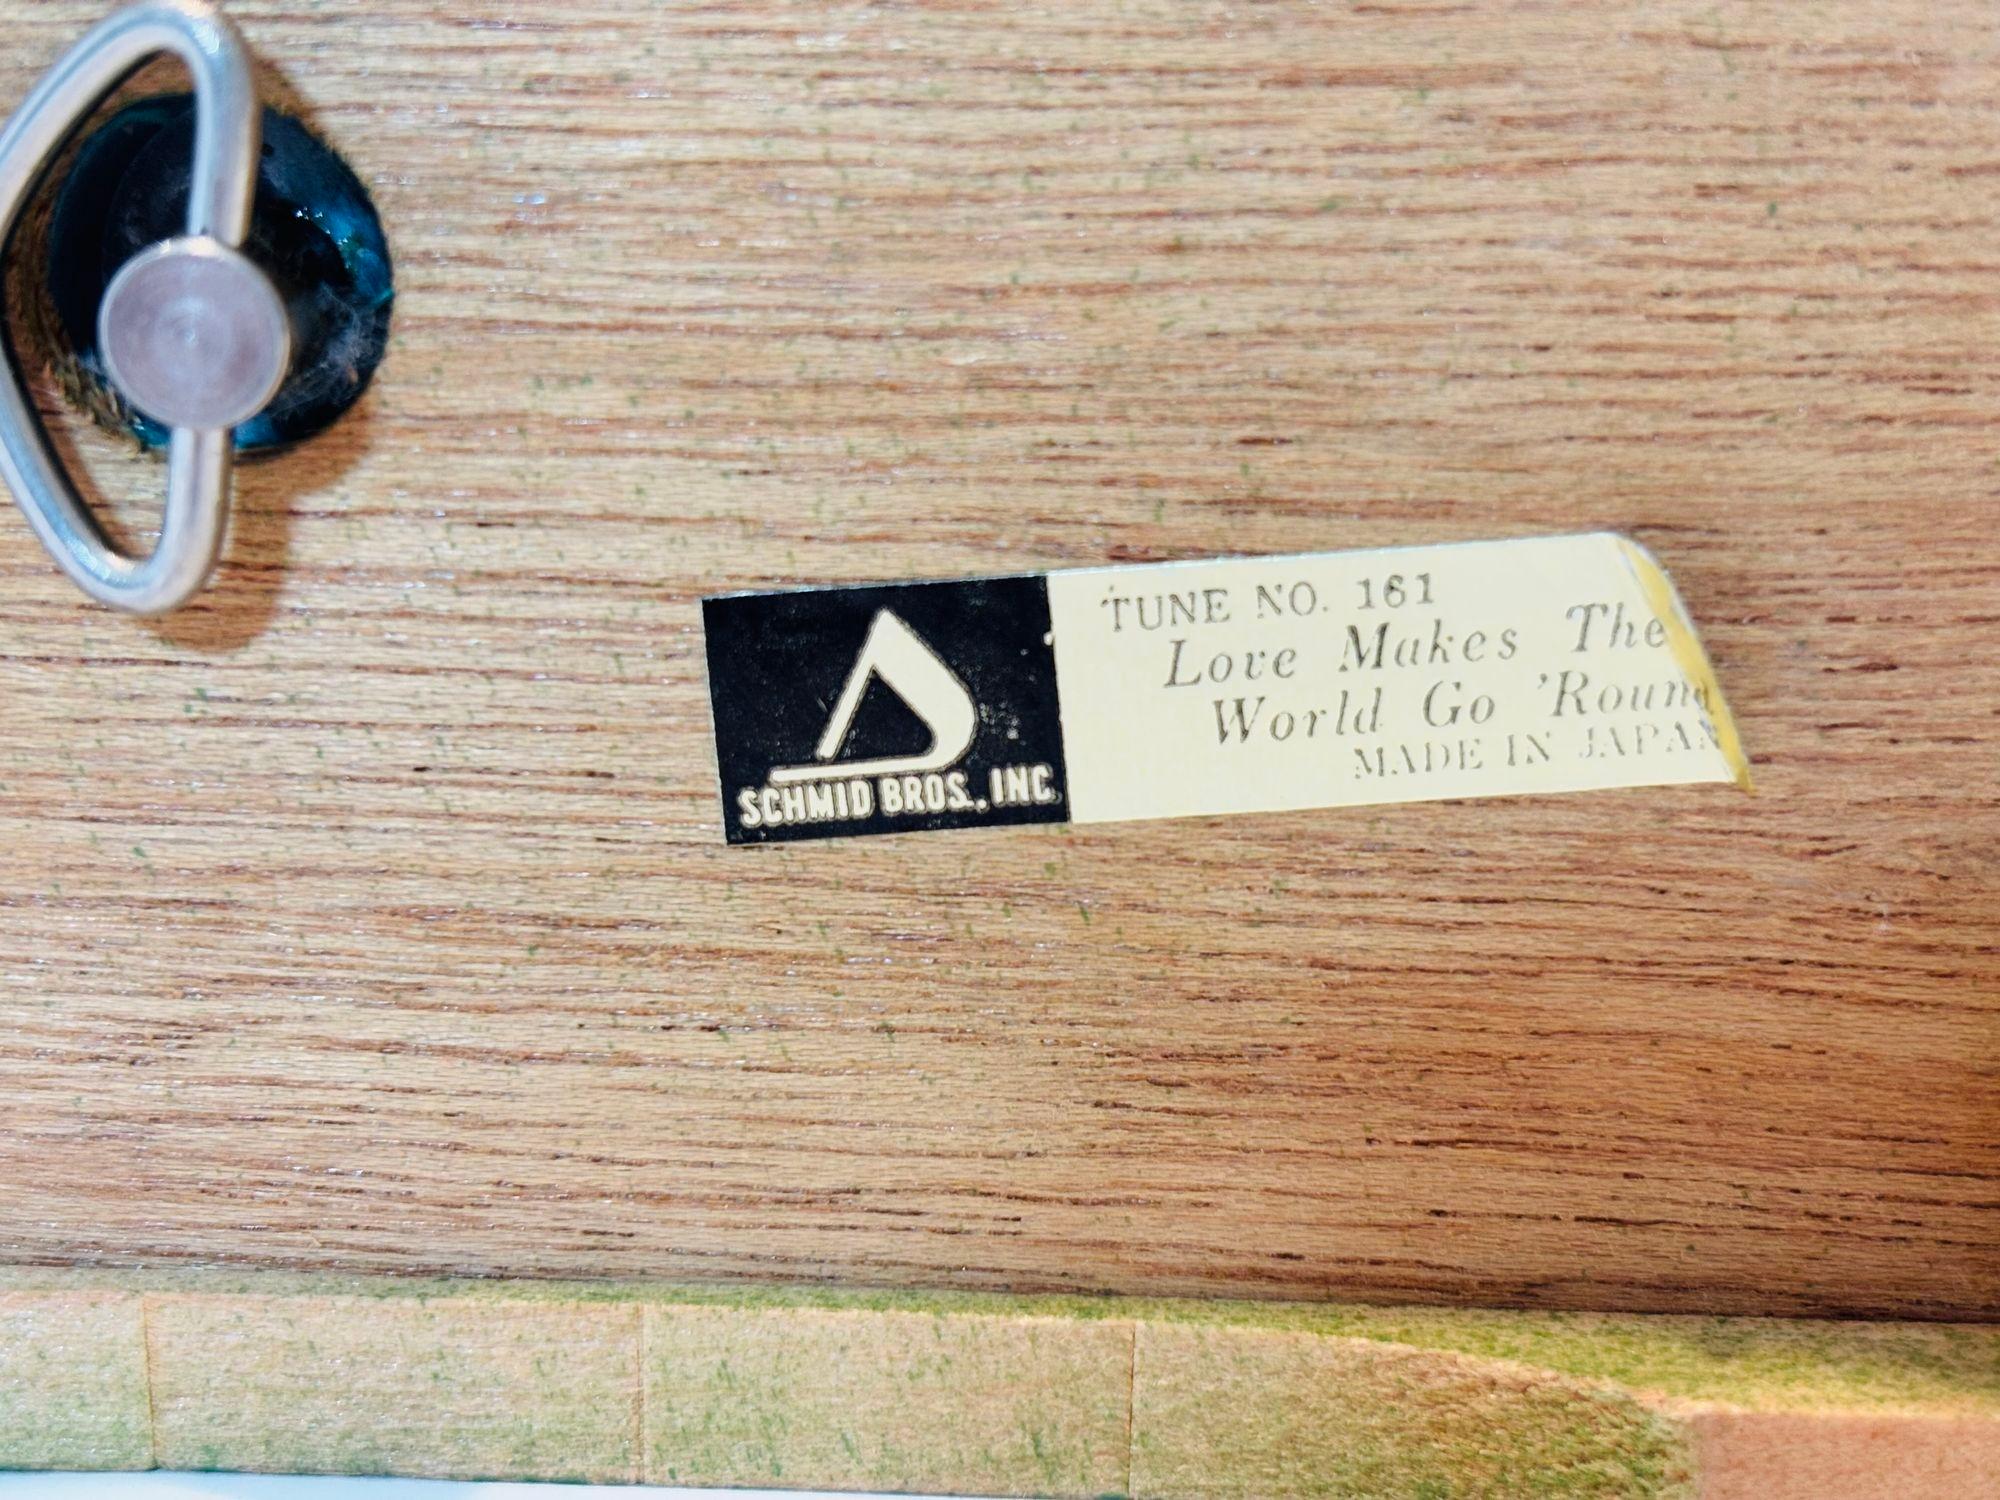 SCHMID BROS., INC.
TUNE NO. 161
Love Makes The
World Go 'Round
MADE IN JAPAN